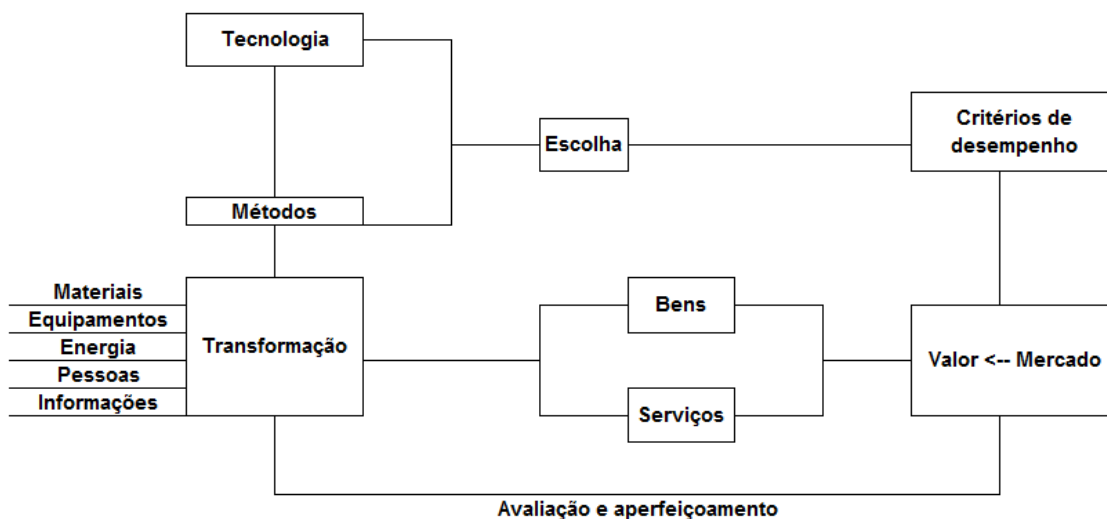 Tecnologia
Critérios de
desempenho
Escolha
Métodos
Materiais
Equipamentos
Energia
Pessoas
Informações
Transformação
Bens
Serviços
Valor <-- Mercado
Avaliação e aperfeiçoamento